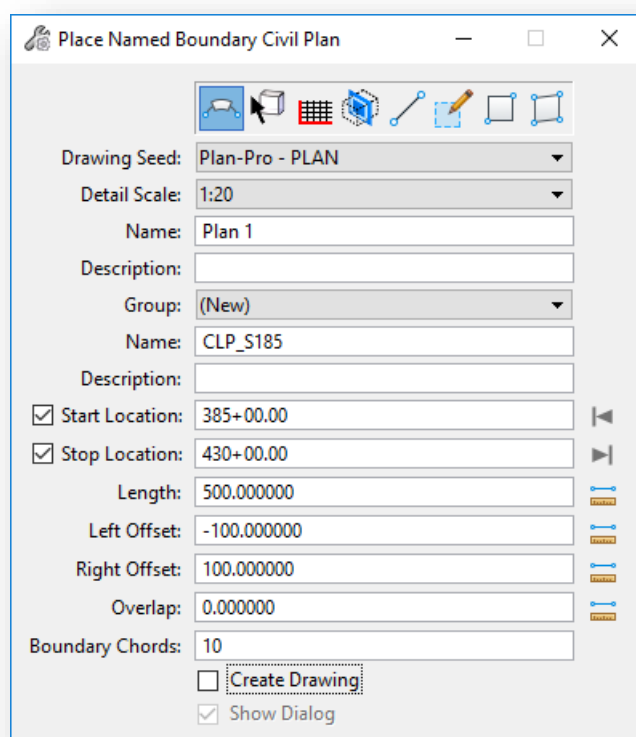 Place Named Boundary Civil Plan
Drawing Seed: Plan-Pro - PLAN
Detail Scale: 1:20
Name: Plan 1
Description:
Group: (New)
Name: CLP_S185
Description:
Start Location: 385+00.00
Stop Location: 430+00.00
Length: 500.000000
Left Offset: -100.000000
Right Offset: 100.000000
Overlap: 0.000000
Boundary Chords: 10
Create Drawing
Show Dialog